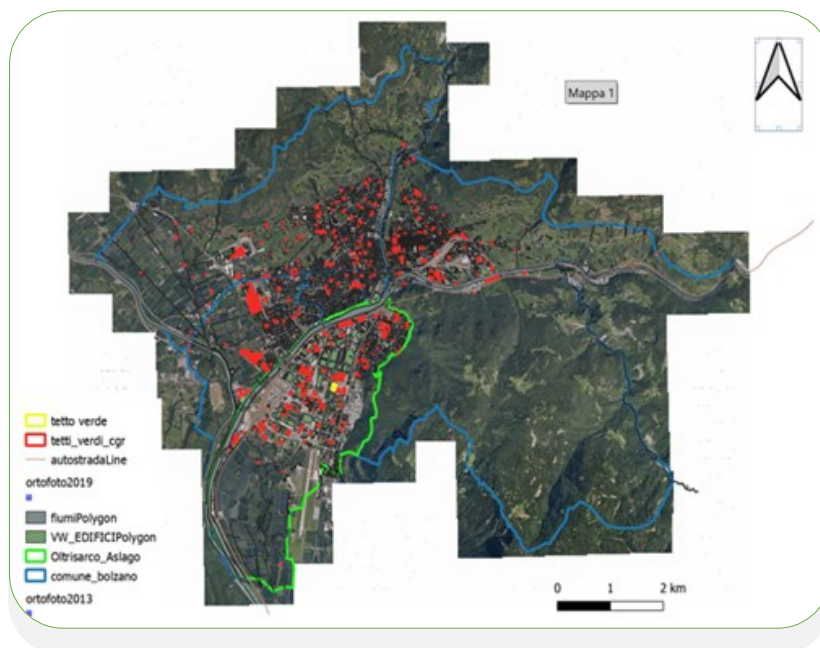 Mappa 1
tetto verde
tetti_verdi_cgr
autostradaLine
ortofoto2019
fiumiPolygon
VW_EDIFICIPolygon
Oltrisarco_Aslago
comune_bolzano
ortofoto2013
0 1 2 km